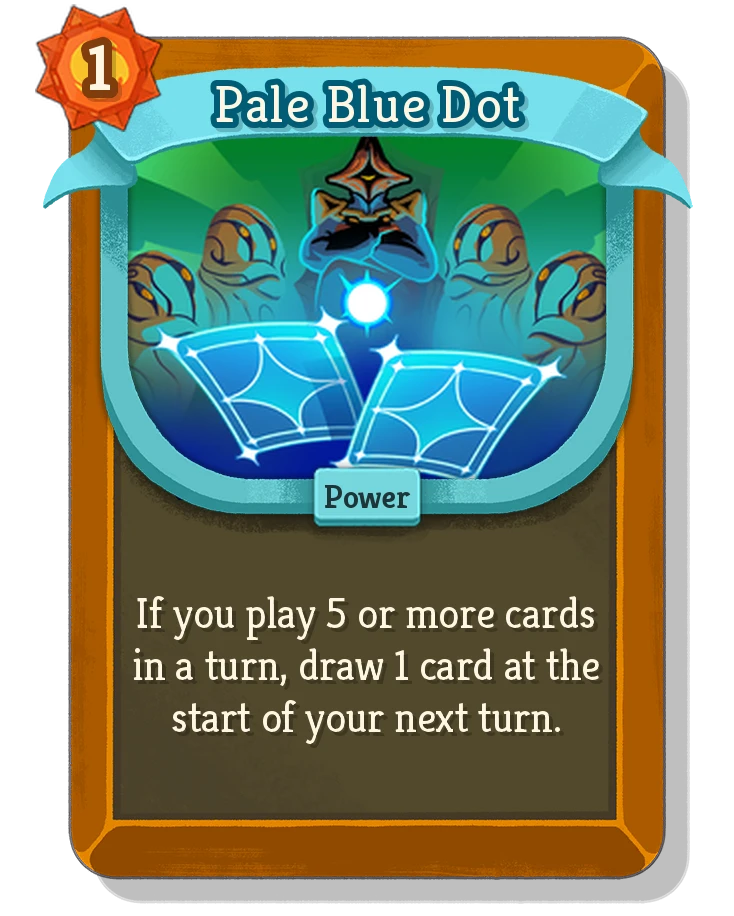 1
Pale Blue Dot
Power
If you play 5 or more cards
in a turn, draw 1 card at the
start of your next turn.